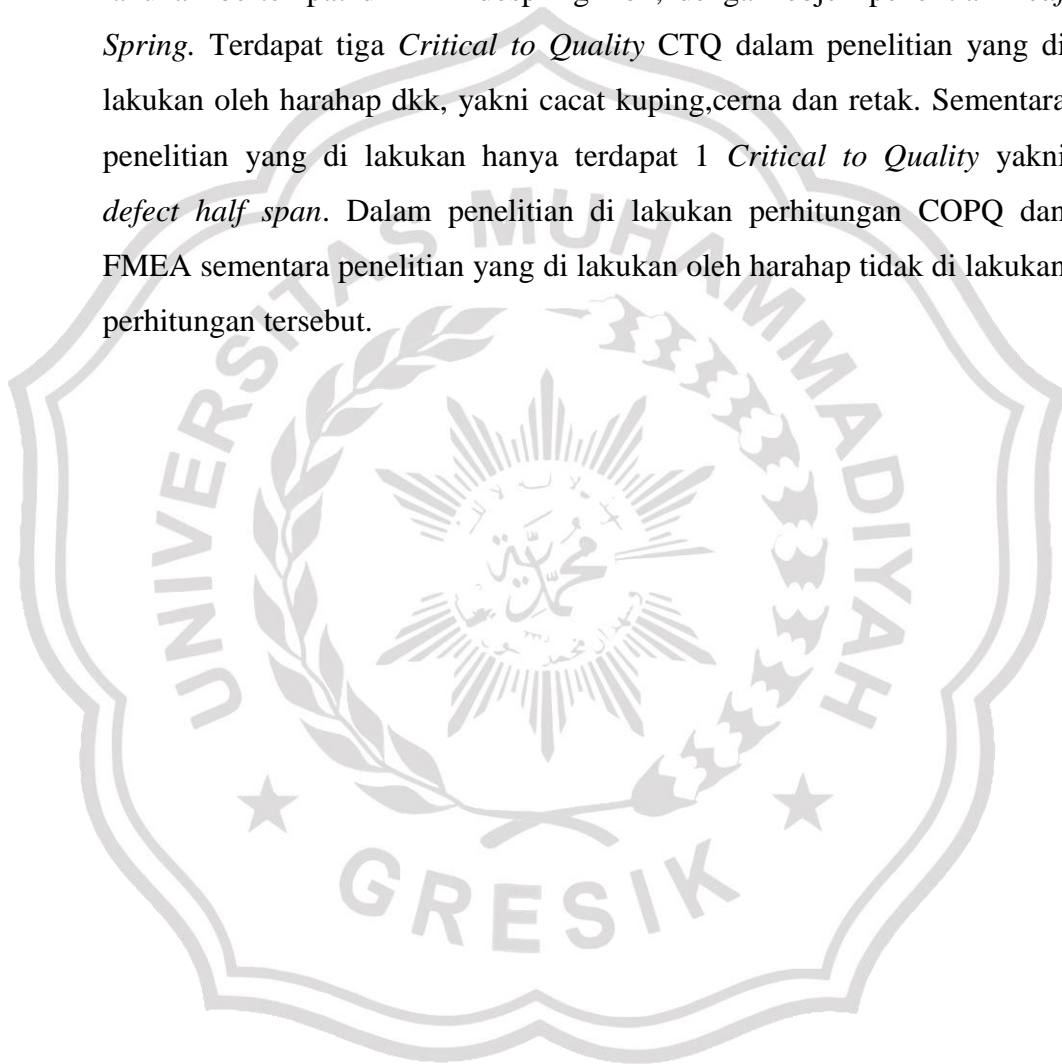 Spring. Terdapat tiga Critical to Quality CTQ dalam penelitian yang di
lakukan oleh harahap dkk, yakni cacat kuping,cerna dan retak. Sementara
penelitian yang di lakukan hanya terdapat 1 Critical to Quality yakni
defect half span. Dalam penelitian di lakukan perhitungan COPQ dan
FMEA sementara penelitian yang di lakukan oleh harahap tidak di lakukan
perhitungan tersebut.
UNIVERSITAS MUHAMMADIYAH
GRESIK